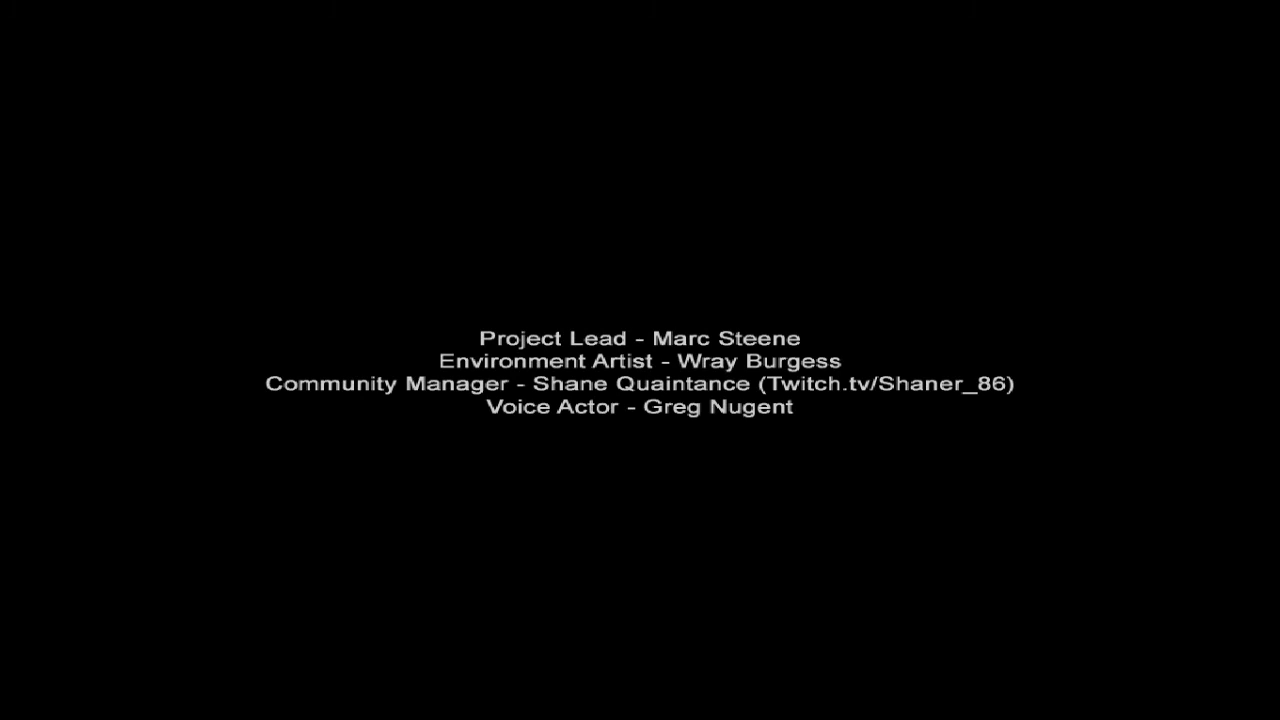 Project Lead - Marc Steene
Environment Artist - Wray Burgess
Community Manager - Shane Quaintance (Twitch.tv/Shaner_86)
Voice Actor - Greg Nugent